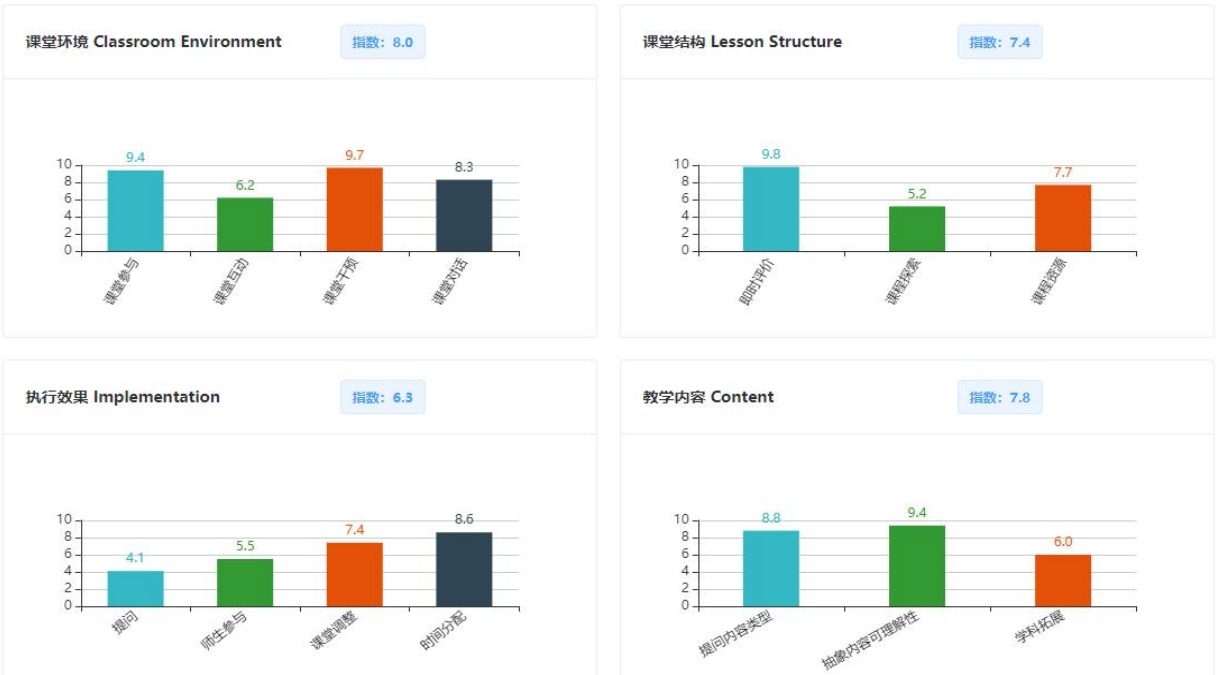 课堂环境 Classroom Environment
指数：8.0
10
8
6
4
2
0
9.4
6.2
9.7
8.3
课堂参与
课堂互动
课堂干预
课堂对话
课堂结构 Lesson Structure
指数：7.4
10
8
6
4
2
0
9.8
5.2
7.7
即时评价
课程探索
课程资源
执行效果 Implementation
指数：6.3
10
8
6
4
2
0
4.1
5.5
7.4
8.6
提问
师生参与
课堂调整
时间分配
教学内容 Content
指数：7.8
10
8
6
4
2
0
8.8
9.4
6.0
提问内容类型
抽象内容可理解性
学科拓展